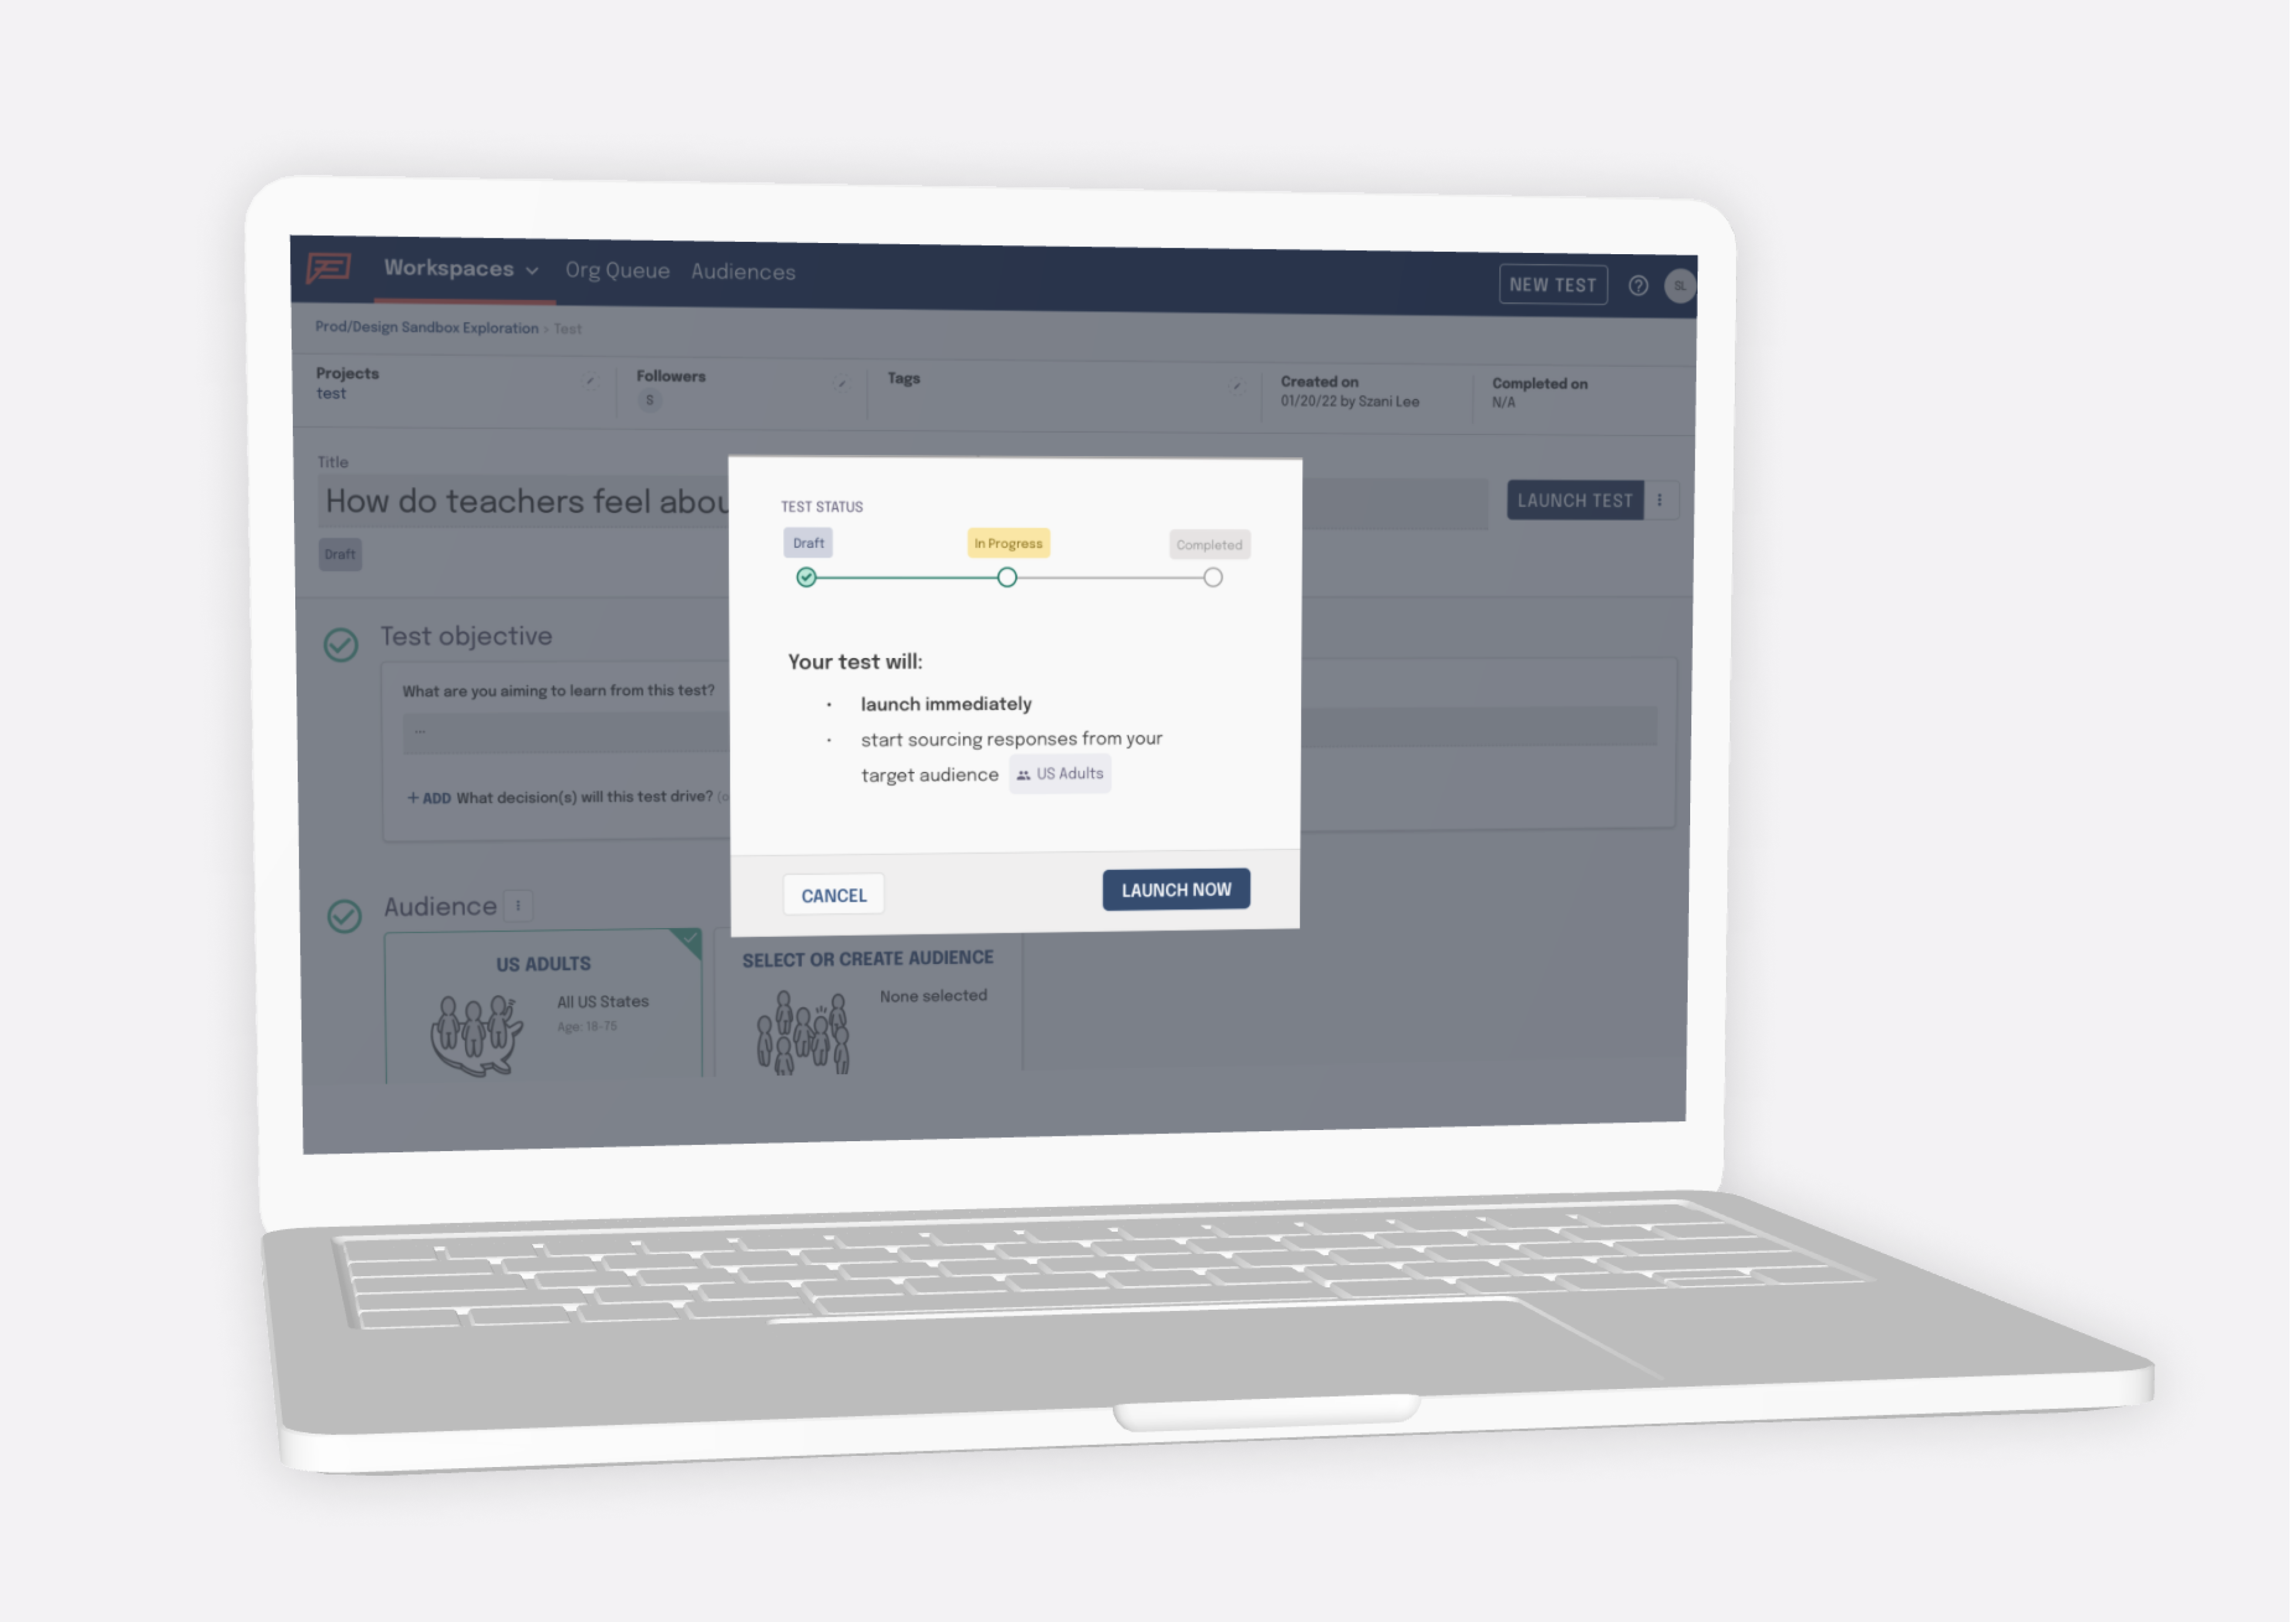 Workspaces Org Queue Audiences NEW TEST SL
Prod/Design Sandbox Exploration > Test
Projects
test
Followers
S
Tags
Created on
01/20/22 by Szani Lee
Completed on
N/A
Title
How do teachers feel
LAUNCH TEST
Draft
TEST STATUS
Draft In Progress Completed
Your test will:
• launch immediately
• start sourcing responses from your
target audience US Adults
CANCEL LAUNCH NOW
Test objective
What are you aiming to learn from this test?
...
+ ADD What decision(s) will this test drive?
Audience
US ADULTS
All US States
Age: 18-75
SELECT OR CREATE AUDIENCE
None selected